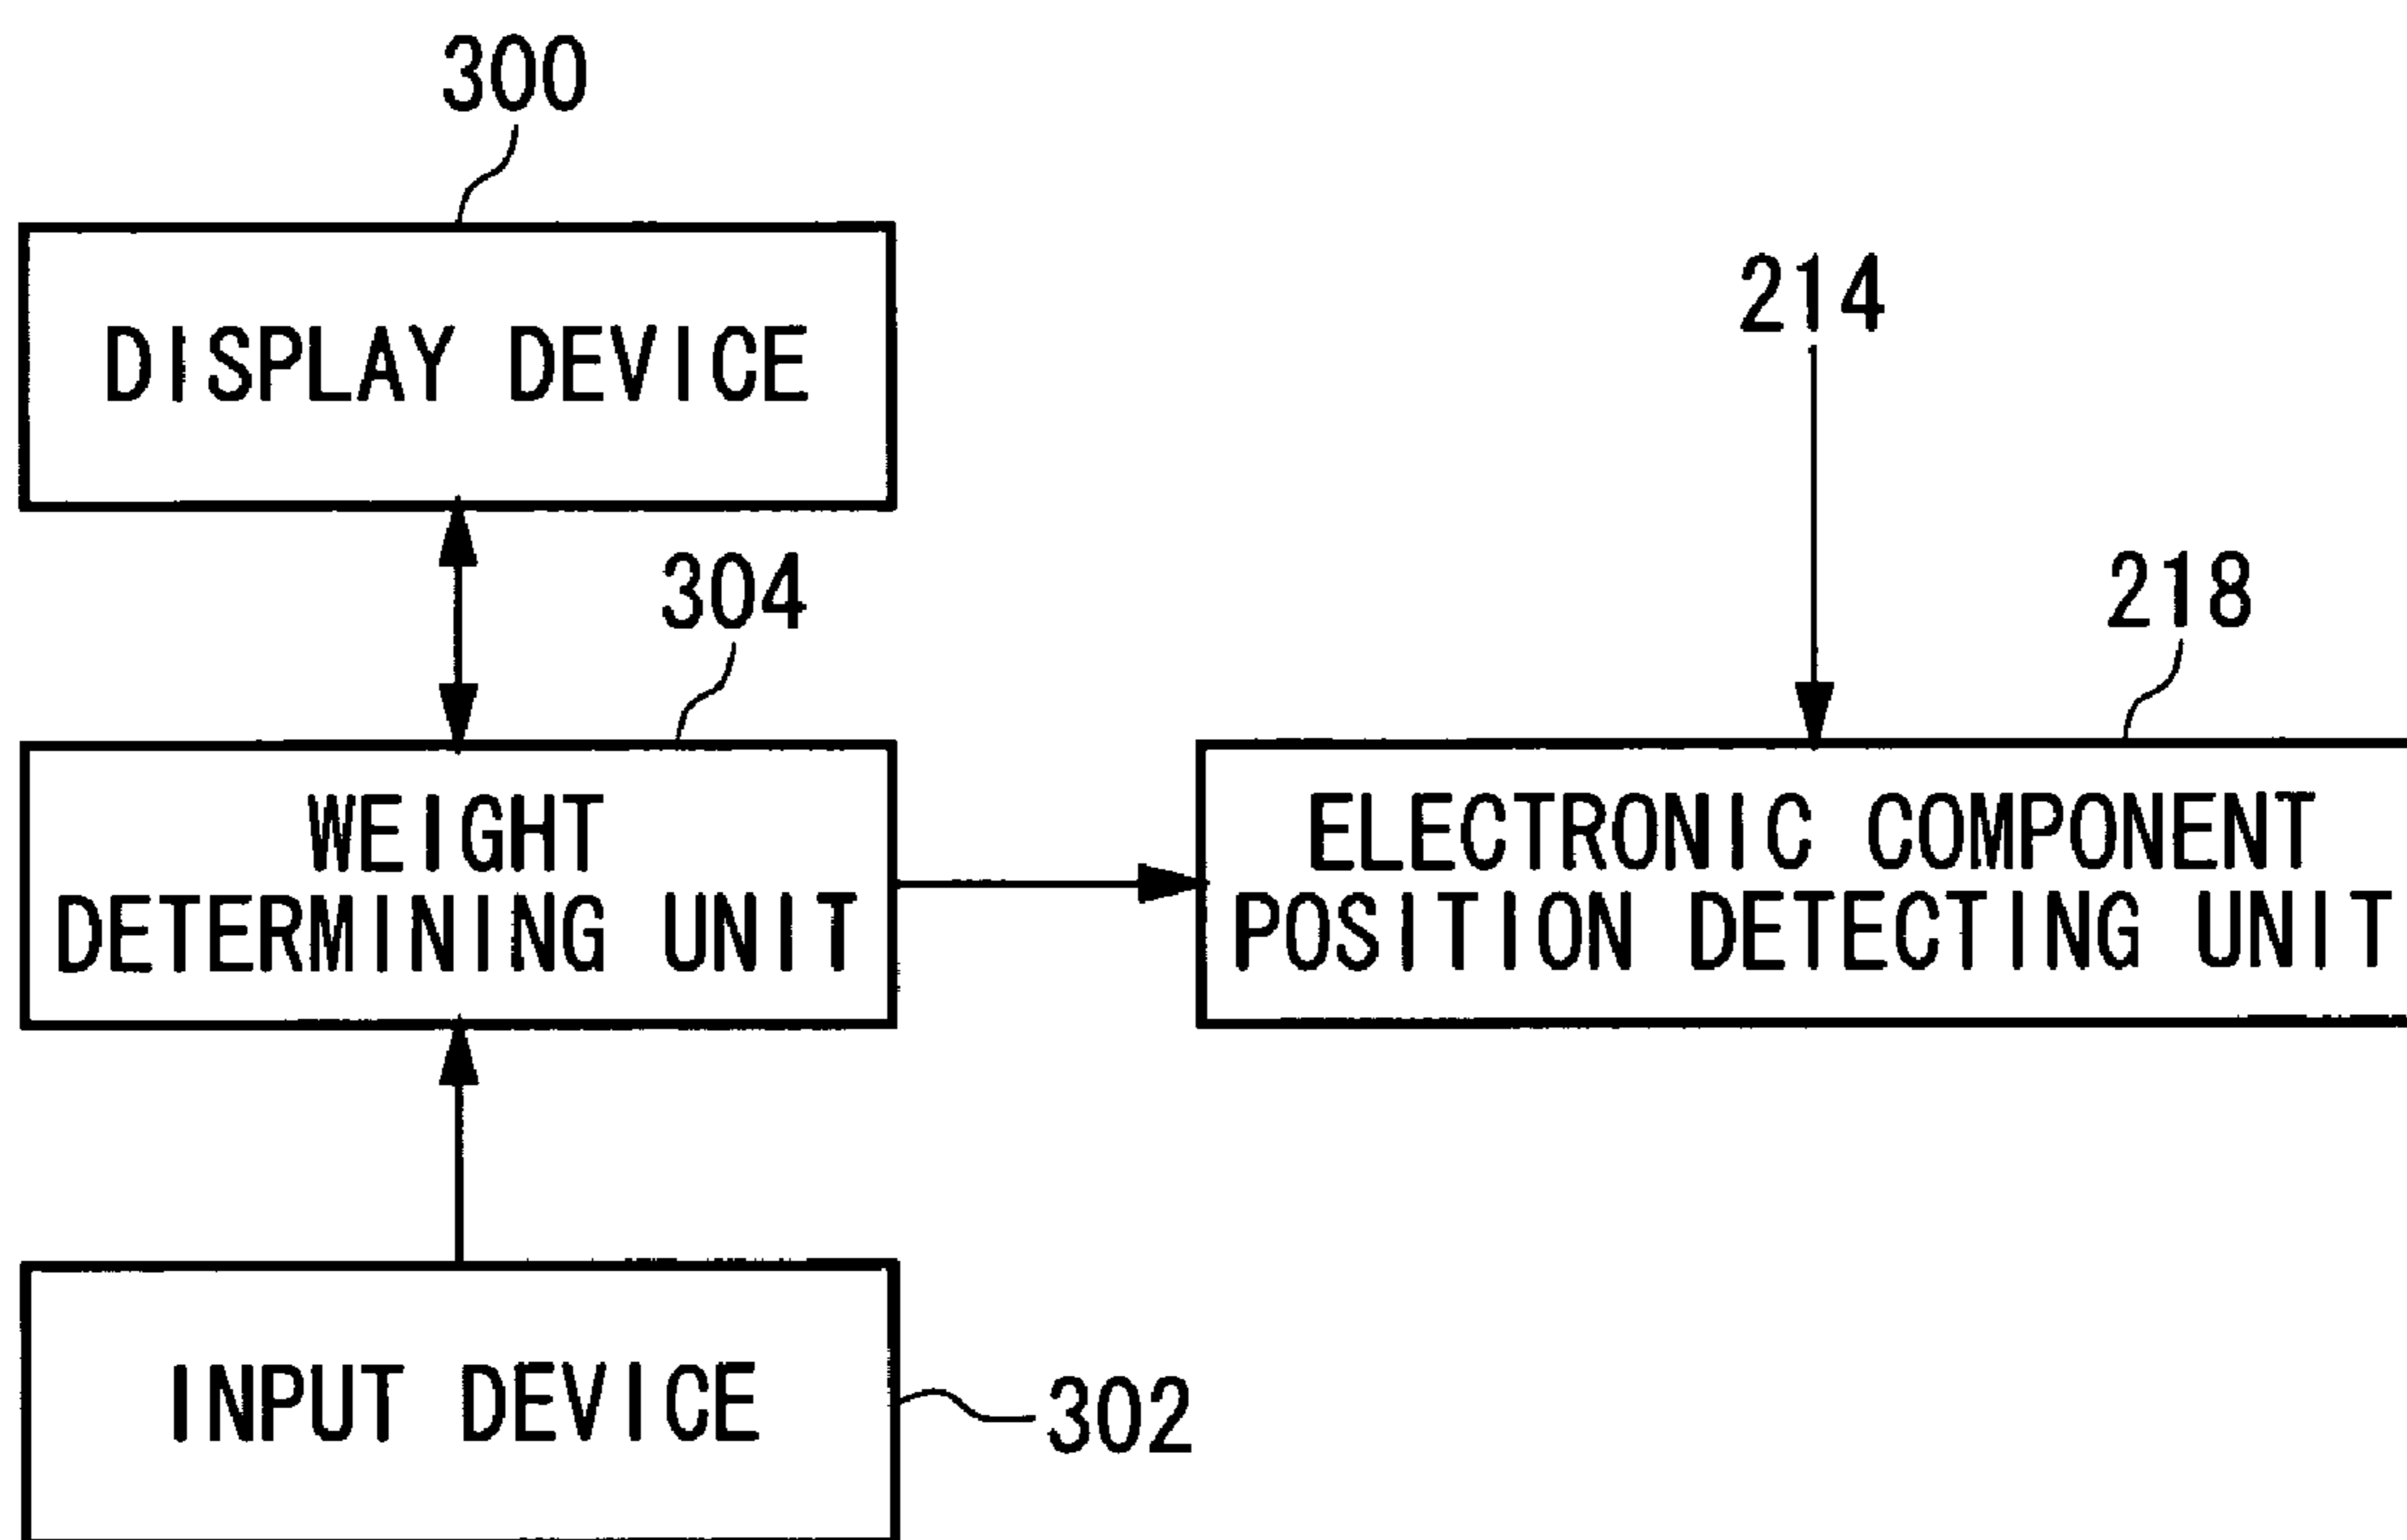 300
DISPLAY DEVICE
214
304
218
WEIGHT
DETERMINING UNIT
ELECTRONIC COMPONENT
POSITION DETECTING UNIT
INPUT DEVICE
302